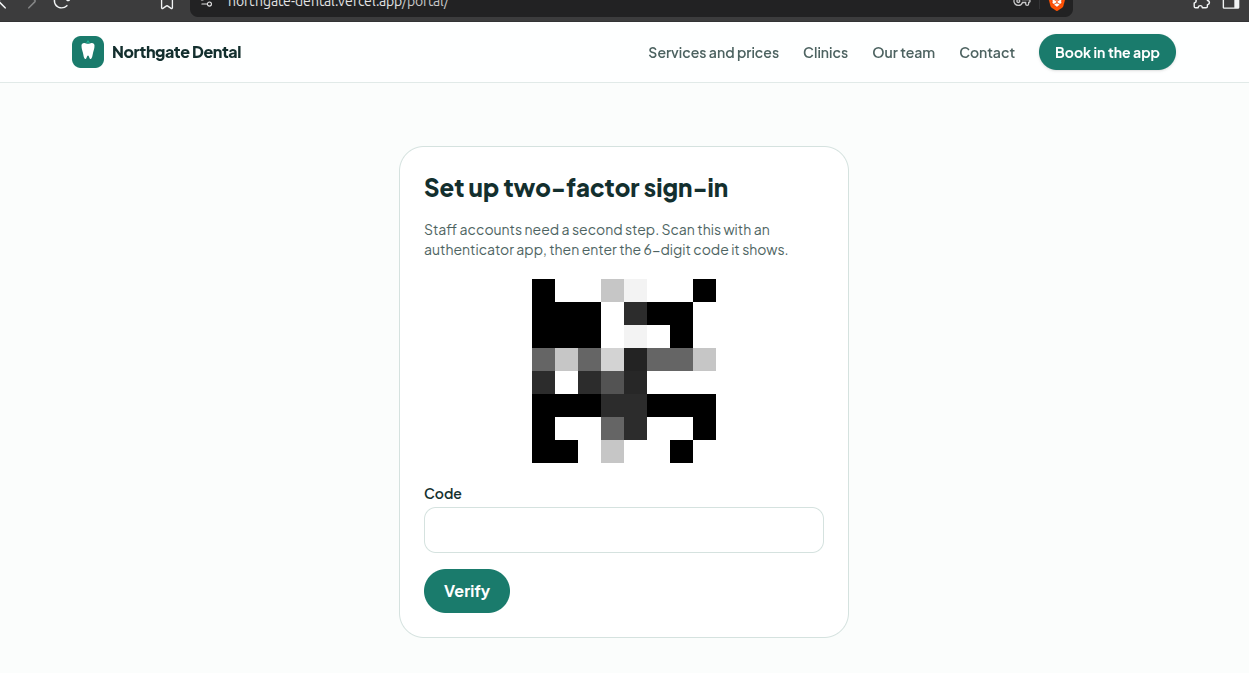 northgate-dental.vercel.app/portal/
Northgate Dental
Services and prices
Clinics
Our team
Contact
Book in the app
Set up two-factor sign-in
Staff accounts need a second step. Scan this with an
authenticator app, then enter the 6-digit code it shows.
Code
Verify